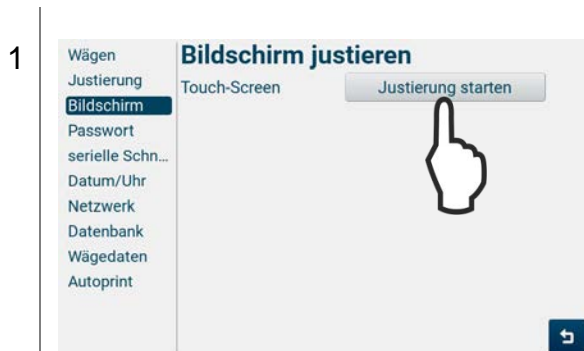 1
Wägen
Justierung
Bildschirm
Passwort
serielle Schn...
Datum/Uhr
Netzwerk
Datenbank
Wägedaten
Autoprint
Bildschirm justieren
Touch-Screen
Justierung starten